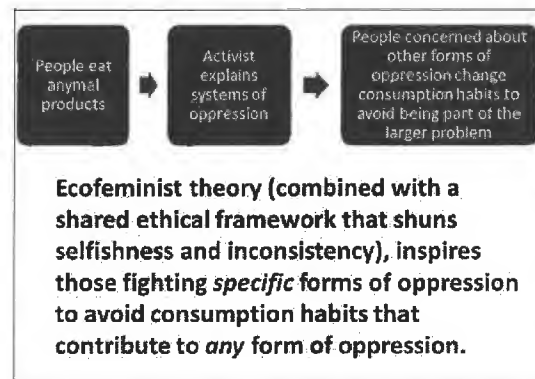 People eat
anymal
products
Activist
explains
systems of
oppression
People concerned about
other forms of
oppression change
consumption habits to
avoid being part of the
larger problem
Ecofeminist theory (combined with a
shared ethical framework that shuns
selfishness and inconsistency), inspires
those fighting specific forms of oppression
to avoid consumption habits that
contribute to any form of oppression.